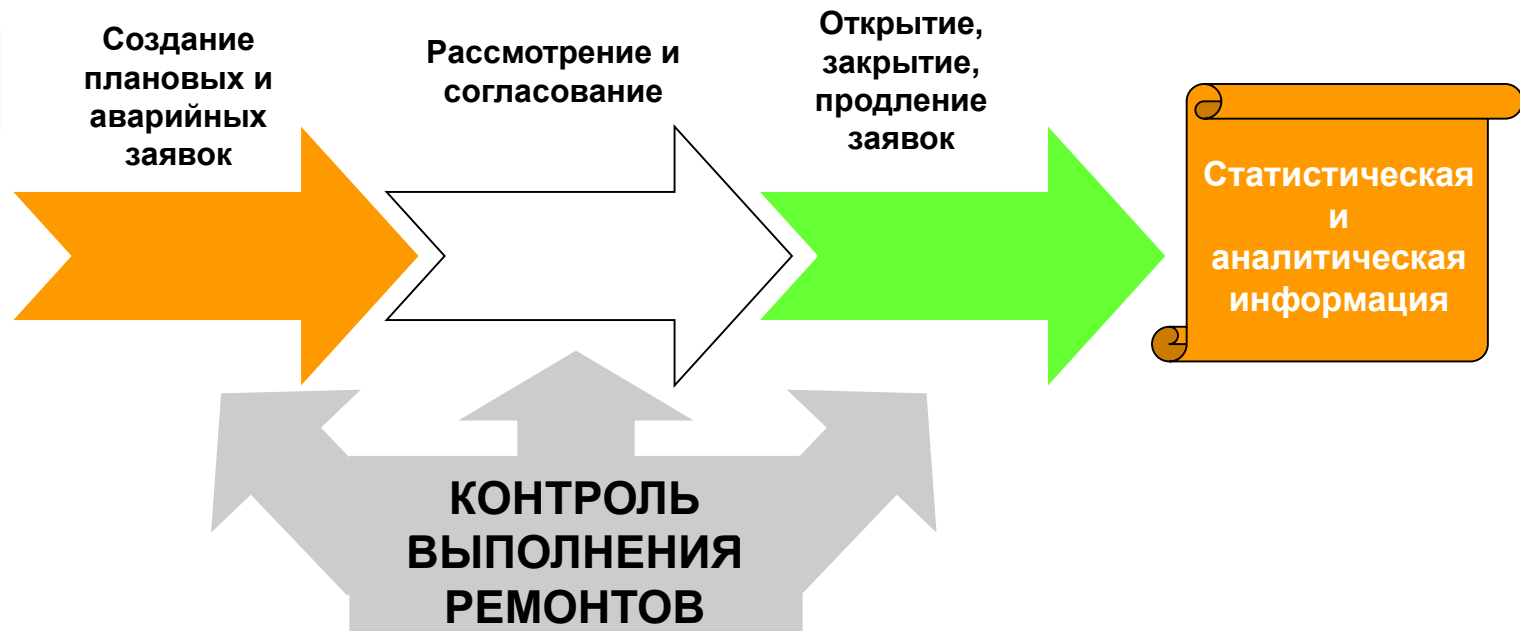 Создание
плановых и
аварийных
заявок
Рассмотрение и
согласование
Открытие,
закрытие,
продление
заявок
Статистическая
и
аналитическая
информация
КОНТРОЛЬ
ВЫПОЛНЕНИЯ
РЕМОНТОВ